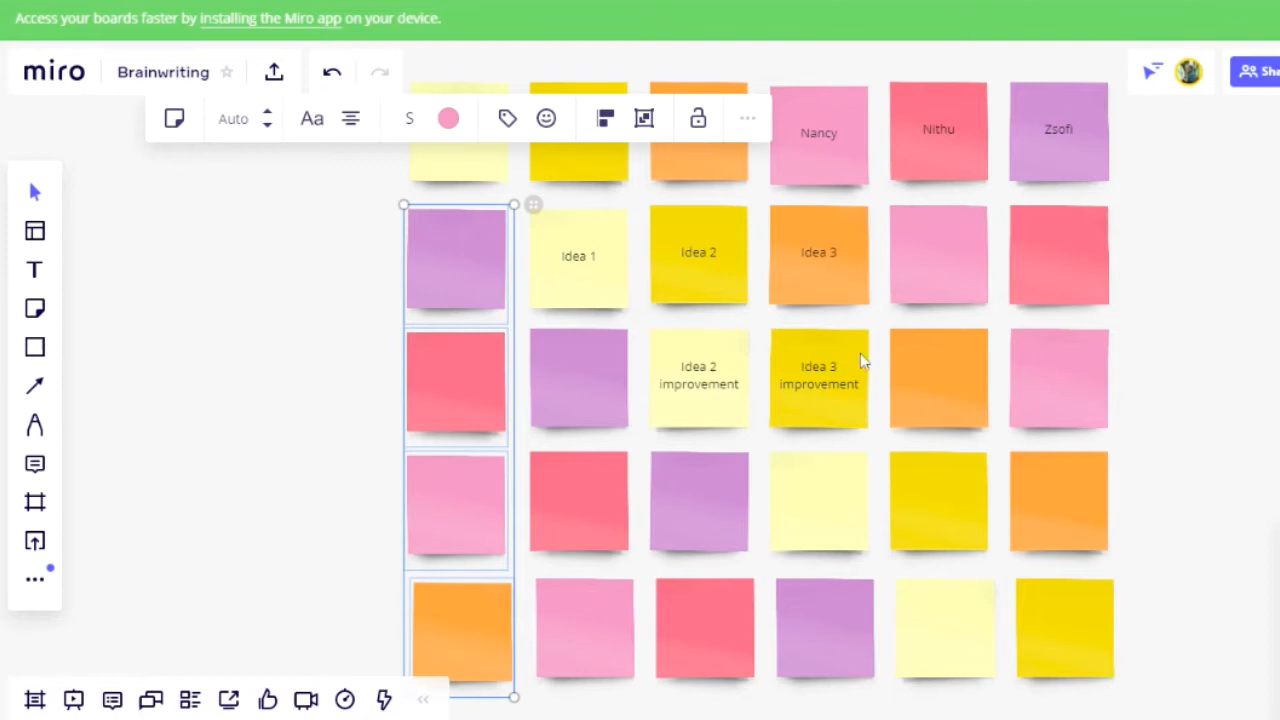 Access your boards faster by installing the Miro app on your device.
miro
Brainwriting
Auto
Aa
S
Nancy
Nithu
Zsofi
Idea 1
Idea 2
Idea 3
Idea 2
improvement
Idea 3
improvement
T